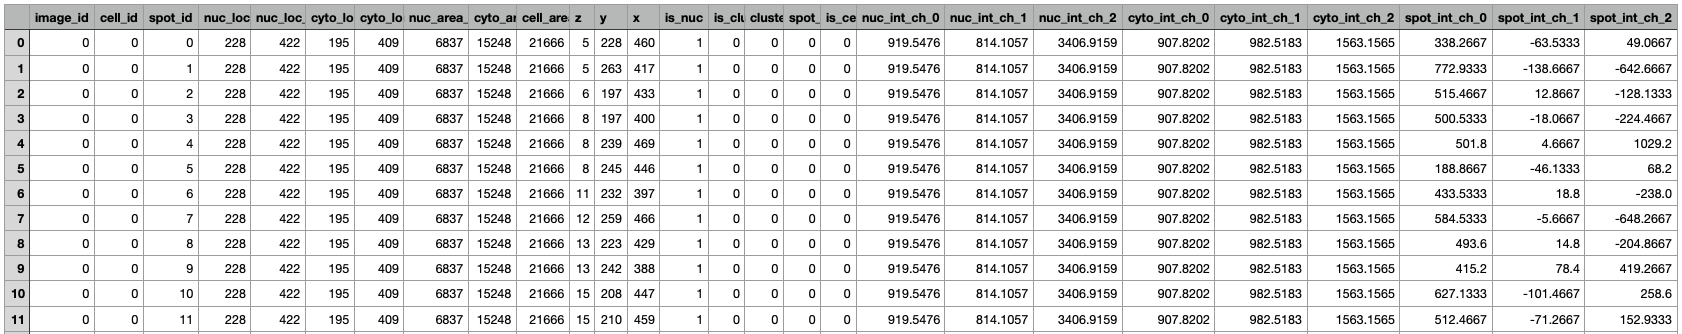 image_id cell_id spot_id nuc_loc nuc_loc_ cyto_lo cyto_lo nuc_area_ cyto_ar cell_area z y x is_nuc is_clu cluste spot_ is_ce nuc_int_ch_0 nuc_int_ch_1 nuc_int_ch_2 cyto_int_ch_0 cyto_int_ch_1 cyto_int_ch_2 spot_int_ch_0 spot_int_ch_1 spot_int_ch_2
0 0 0 0 228 422 195 409 6837 15248 21666 5 228 460 1 0 0 0 0 919.5476 814.1057 3406.9159 907.8202 982.5183 1563.1565 338.2667 -63.5333 49.0667
1 0 0 1 228 422 195 409 6837 15248 21666 5 263 417 1 0 0 0 0 919.5476 814.1057 3406.9159 907.8202 982.5183 1563.1565 772.9333 -138.6667 -642.6667
2 0 0 2 228 422 195 409 6837 15248 21666 6 197 433 1 0 0 0 0 919.5476 814.1057 3406.9159 907.8202 982.5183 1563.1565 515.4667 12.8667 -128.1333
3 0 0 3 228 422 195 409 6837 15248 21666 8 197 400 1 0 0 0 0 919.5476 814.1057 3406.9159 907.8202 982.5183 1563.1565 500.5333 -18.0667 -224.4667
4 0 0 4 228 422 195 409 6837 15248 21666 8 239 469 1 0 0 0 0 919.5476 814.1057 3406.9159 907.8202 982.5183 1563.1565 501.8 4.6667 1029.2
5 0 0 5 228 422 195 409 6837 15248 21666 8 245 446 1 0 0 0 0 919.5476 814.1057 3406.9159 907.8202 982.5183 1563.1565 188.8667 -46.1333 68.2
6 0 0 6 228 422 195 409 6837 15248 21666 11 232 397 1 0 0 0 0 919.5476 814.1057 3406.9159 907.8202 982.5183 1563.1565 433.5333 18.8 -238.0
7 0 0 7 228 422 195 409 6837 15248 21666 12 259 466 1 0 0 0 0 919.5476 814.1057 3406.9159 907.8202 982.5183 1563.1565 584.5333 -5.6667 -648.2667
8 0 0 8 228 422 195 409 6837 15248 21666 13 223 429 1 0 0 0 0 919.5476 814.1057 3406.9159 907.8202 982.5183 1563.1565 493.6 14.8 -204.8667
9 0 0 9 228 422 195 409 6837 15248 21666 13 242 388 1 0 0 0 0 919.5476 814.1057 3406.9159 907.8202 982.5183 1563.1565 415.2 78.4 419.2667
10 0 0 10 228 422 195 409 6837 15248 21666 15 208 447 1 0 0 0 0 919.5476 814.1057 3406.9159 907.8202 982.5183 1563.1565 627.1333 -101.4667 258.6
11 0 0 11 228 422 195 409 6837 15248 21666 15 210 459 1 0 0 0 0 919.5476 814.1057 3406.9159 907.8202 982.5183 1563.1565 512.4667 -71.2667 152.9333